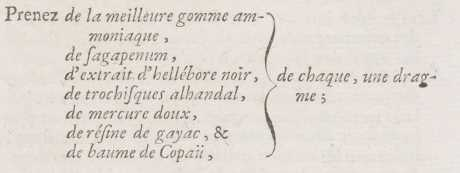 Prenez de la meilleure gomme am-
moniaque,
de ſagapenum,
d'extrait d'hellébore noir,
de trochiſques alhandal,
de mercure doux,
de réſine de gayac, &
de baume de Copaü,
de chaque, une drag-
me;